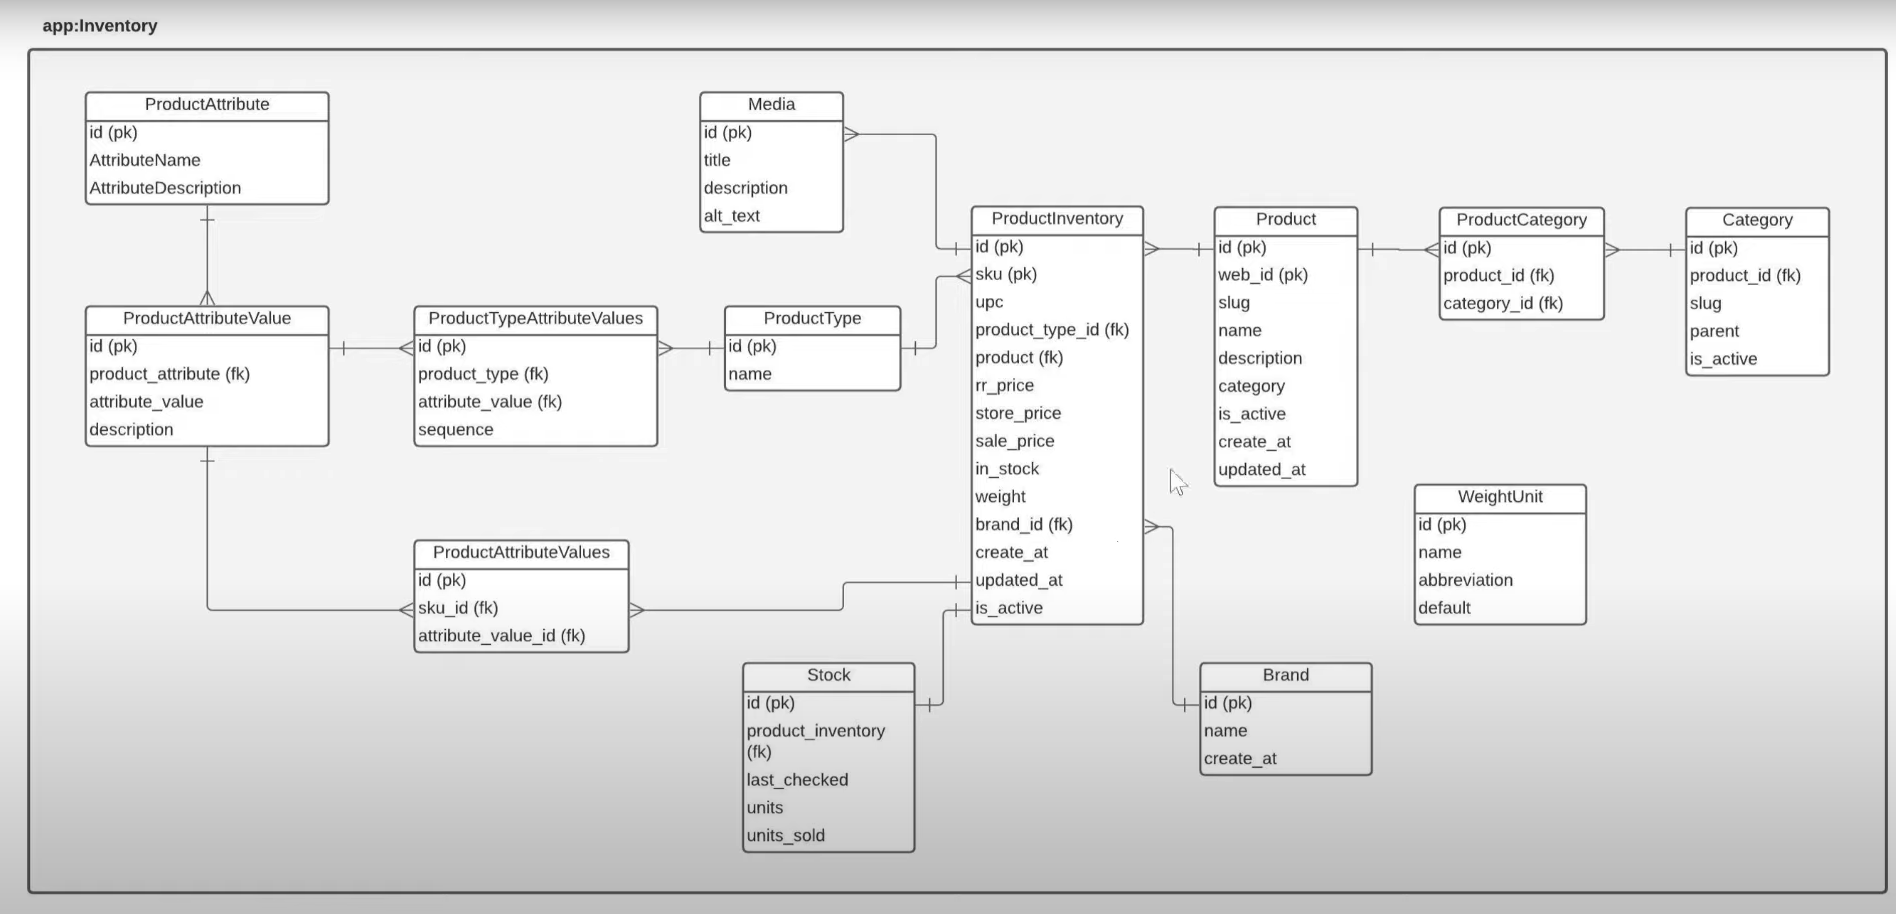 app:Inventory
ProductAttribute
id (pk)
AttributeName
AttributeDescription
Media
id (pk)
title
description
alt_text
ProductInventory
id (pk)
sku (pk)
upc
product_type_id (fk)
product (fk)
rr_price
store_price
sale_price
in_stock
weight
brand_id (fk)
create_at
updated_at
is_active
Product
id (pk)
web_id (pk)
slug
name
description
category
is_active
create_at
updated_at
ProductCategory
id (pk)
product_id (fk)
category_id (fk)
Category
id (pk)
product_id (fk)
slug
parent
is_active
ProductAttributeValue
id (pk)
product_attribute (fk)
attribute_value
description
ProductTypeAttributeValues
id (pk)
product_type (fk)
attribute_value (fk)
sequence
ProductType
id (pk)
name
WeightUnit
id (pk)
name
abbreviation
default
ProductAttributeValues
id (pk)
sku_id (fk)
attribute_value_id (fk)
Stock
id (pk)
product_inventory
(fk)
last_checked
units
units_sold
Brand
id (pk)
name
create_at